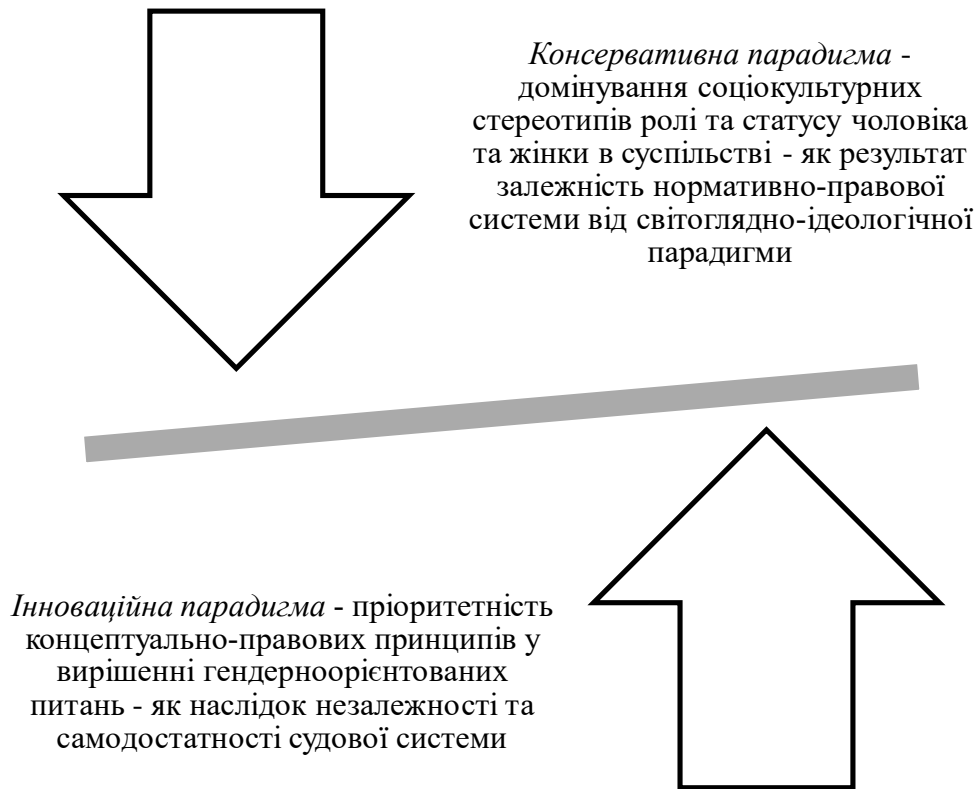 Консервативна парадигма -
домінування соціокультурних
стереотипів ролі та статусу чоловіка
та жінки в суспільстві - як результат
залежність нормативно-правової
системи від світоглядно-ідеологічної
парадигми
Інноваційна парадигма - пріоритетність
концептуально-правових принципів у
вирішенні гендерноорієнтованих
питань - як наслідок незалежності та
самодостатності судової системи